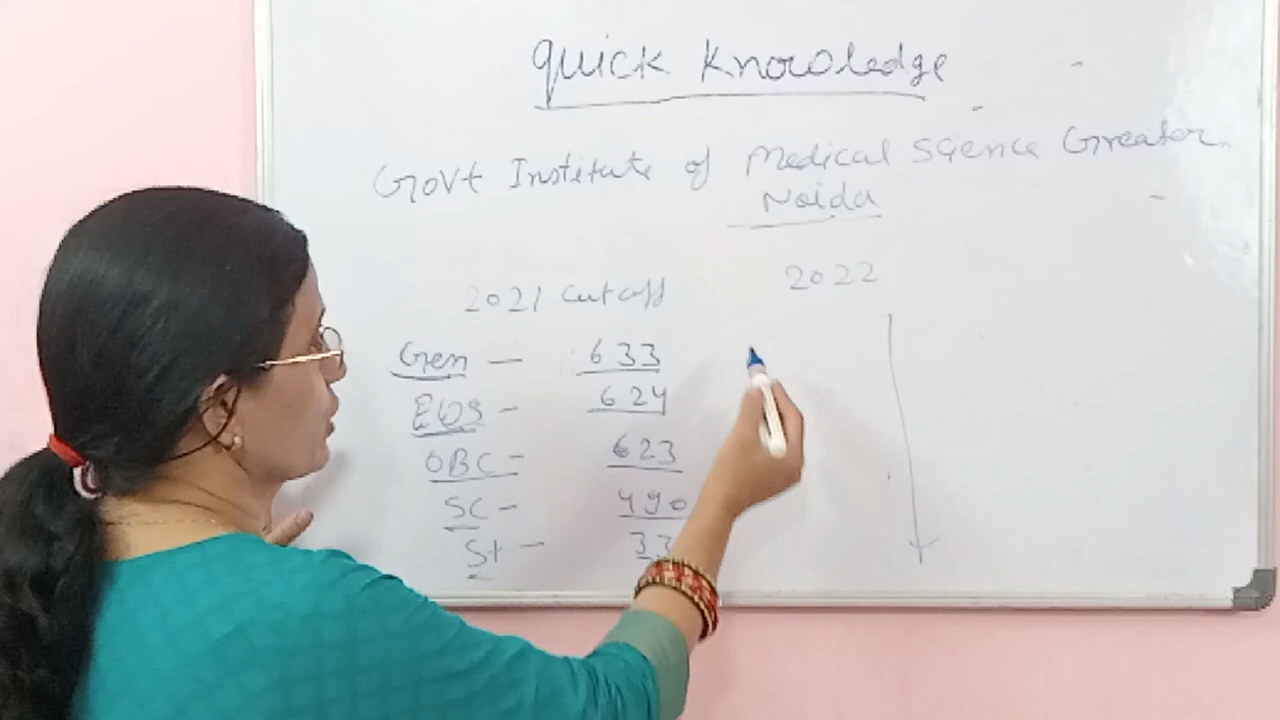 quick knowledge
Govt Institute of Medical Science Greater
Noida
2021 Cutoff 2022
Gen - 633
EWS - 624
OBC - 623
SC - 490
St -